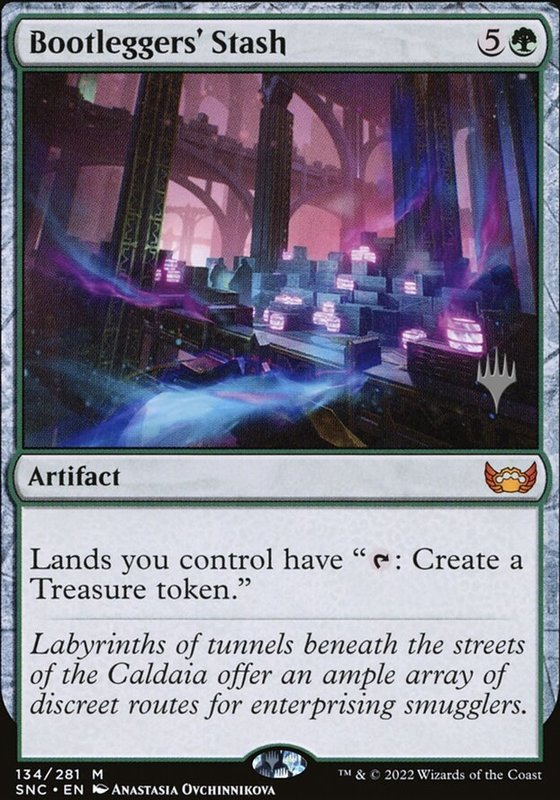 Bootleggers' Stash 5
Artifact
Lands you control have “: Create a
Treasure token.”
Labyrinths of tunnels beneath the streets
of the Caldaia offer an ample array of
discreet routes for enterprising smugglers.
134/281 M
SNC • EN Anastasia Ovchinnikova
™ & © 2022 Wizards of the Coast